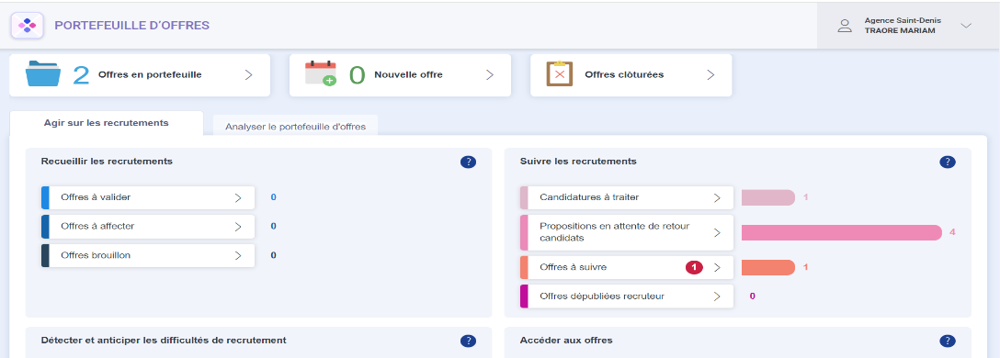 PORTEFEUILLE D'OFFRES
Agence Saint-Denis
TRAORE MARIAM
2 Offres en portefeuille
0 Nouvelle offre
Offres clôturées
Agir sur les recrutements
Analyser le portefeuille d'offres
Recueillir les recrutements ?
Offres à valider 0
Offres à affecter 0
Offres brouillon 0
Suivre les recrutements ?
Candidatures à traiter 1
Propositions en attente de retour
candidats 4
Offres à suivre 1 1
Offres dépubliées recruteur 0
Détecter et anticiper les difficultés de recrutement ?
Accéder aux offres ?